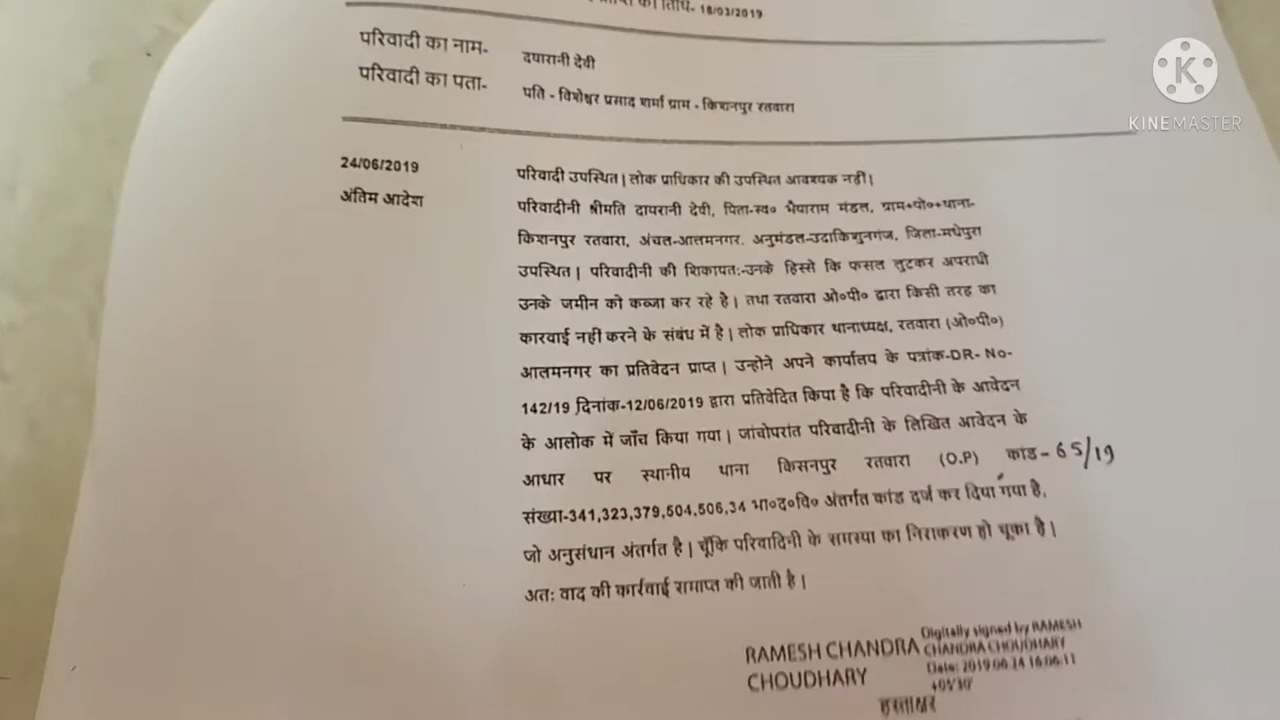 की तिथि- 18/03/2019
परिवादी का नाम- दयारानी देवी
परिवादी का पता- पति - विशेश्वर प्रसाद शर्मा ग्राम - किशनपुर रतवारा
24/06/2019
अंतिम आदेश
परिवादी उपस्थित | लोक प्राधिकार की उपस्थित आवश्यक नहीं |
परिवादीनी श्रीमति दायरानी देवी, पिता-स्व० भैयाराम मंडल, ग्राम+पो०+थाना-
किशनपुर रतवारा, अंचल-आलमनगर. अनुमंडल-उदाकिशुनगंज, जिला-मधेपुरा
उपस्थित | परिवादीनी की शिकायत:-उनके हिस्से कि फसल लुटकर अपराधी
उनके जमीन को कब्जा कर रहे है | तथा रतवारा ओ०पी० द्वारा किसी तरह का
कारवाई नहीं करने के संबंध में है | लोक प्राधिकार थानाध्यक्ष, रतवारा (ओ०पी०)
आलमनगर का प्रतिवेदन प्राप्त | उन्होने अपने कार्यालय के पत्रांक-DR- No-
142/19 दिनांक-12/06/2019 द्वारा प्रतिवेदित किया है कि परिवादीनी के आवेदन
के आलोक में जाँच किया गया | जांचोपरांत परिवादीनी के लिखित आवेदन के
आधार पर स्थानीय थाना किसनपुर रतवारा (O.P) कांड- 65/19
संख्या-341,323,379,504,506,34 भा०द०वि० अंतर्गत कांड दर्ज कर दिया गया है,
जो अनुसंधान अंतर्गत है | चूँकि परिवादिनी के समस्या का निराकरण हो चूका है |
अत: वाद की कार्रवाई समाप्त की जाती है |
RAMESH CHANDRA CHOUDHARY
Digitally signed by RAMESH
CHANDRA CHOUDHARY
Date: 2019.06.24 16:06:11
+05'30'
हस्ताक्षर
KINEMASTER